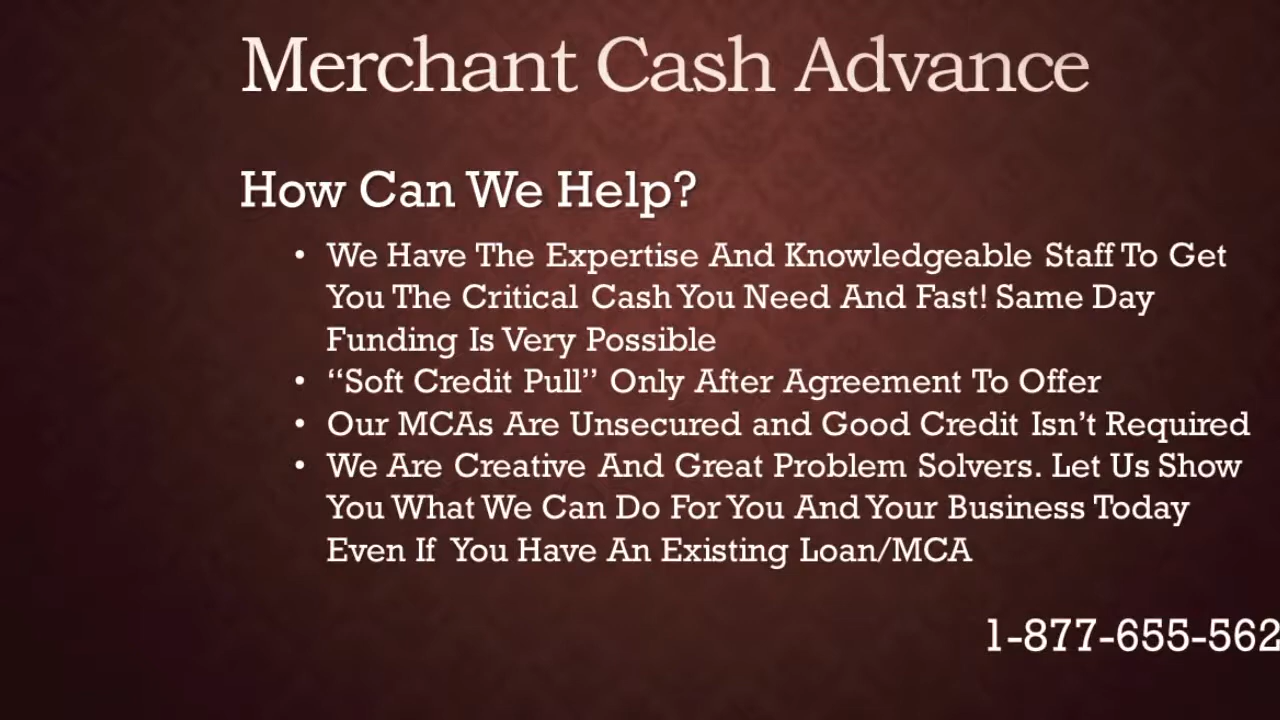 Merchant Cash Advance
How Can We Help?
• We Have The Expertise And Knowledgeable Staff To Get
You The Critical Cash You Need And Fast! Same Day
Funding Is Very Possible
• “Soft Credit Pull” Only After Agreement To Offer
• Our MCAs Are Unsecured and Good Credit Isn’t Required
• We Are Creative And Great Problem Solvers. Let Us Show
You What We Can Do For You And Your Business Today
Even If You Have An Existing Loan/MCA
1-877-655-562